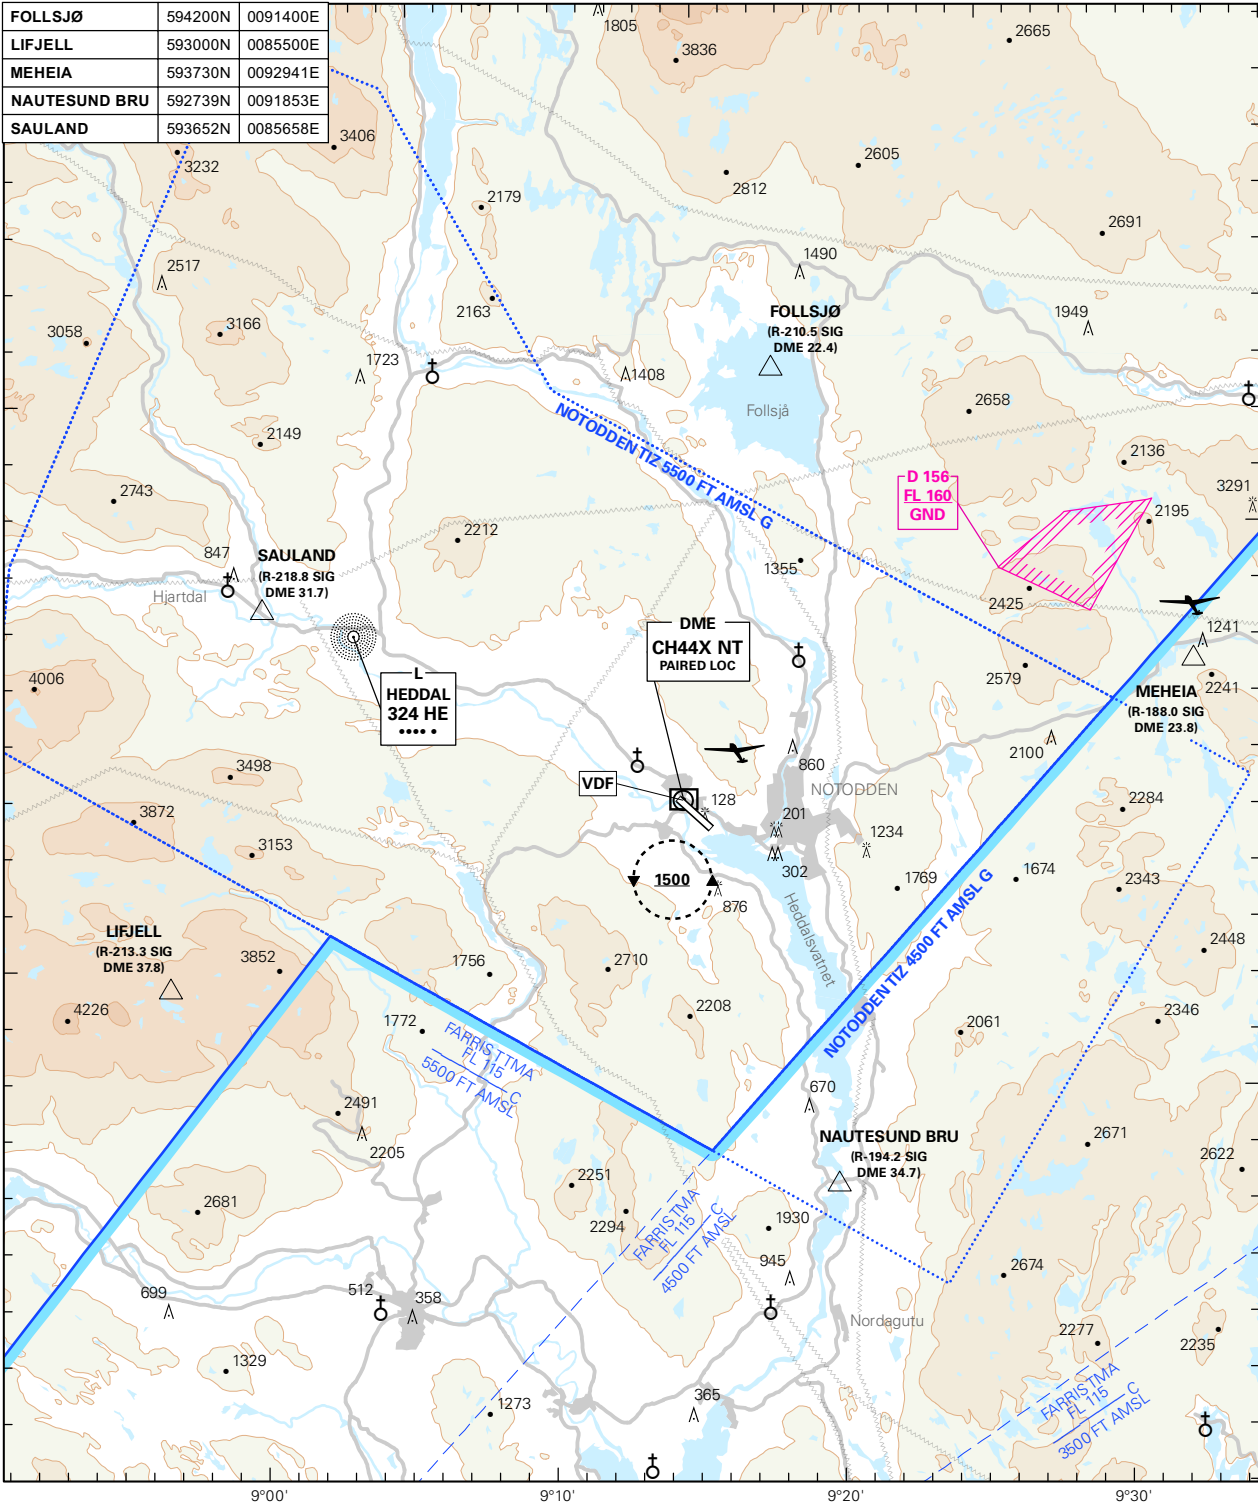 FOLLSJØ 594200N 0091400E
LIFJELL 593000N 0085500E
MEHEIA 593730N 0092941E
NAUTESUND BRU 592739N 0091853E
SAULAND 593652N 0085658E
1805
3836
2665
3406
3232
2605
2812
2179
2691
2517
1490
2163
FOLLSJØ
(R-210.5 SIG
DME 22.4)
1949
3058
3166
1723
1408
Follsjå
2658
NOTODDEN TIZ 5500 FT AMSL G
2149
2136
D 156
FL 160
GND
3291
2743
2195
2212
847
SAULAND
(R-218.8 SIG
DME 31.7)
Hjartdal
1355
2425
DME
CH44X NT
PAIRED LOC
1241
L
HEDDAL
324 HE
4006
2579
2241
MEHEIA
(R-188.0 SIG
DME 23.8)
2100
860
3498
VDF
128
NOTODDEN
201
2284
3872
1234
3153
302
1500
876
1769
1674
2343
Heddalsvatnet
LIFJELL
(R-213.3 SIG
DME 37.8)
3852
1756
2710
2448
NOTODDEN TIZ 4500 FT AMSL G
4226
1772
2208
2061
2346
FARRIS TTMA
FL 115
C
5500 FT AMSL
2491
670
2205
NAUTESUND BRU
(R-194.2 SIG
DME 34.7)
2671
2622
2251
2681
2294
1930
FARRIS TMA
FL 115
C
4500 FT AMSL
945
2674
699
512
358
Nordagutu
2277
2235
1329
FARRIS TMA
FL 115
C
3500 FT AMSL
1273
365
9°00' 9°10' 9°20' 9°30'